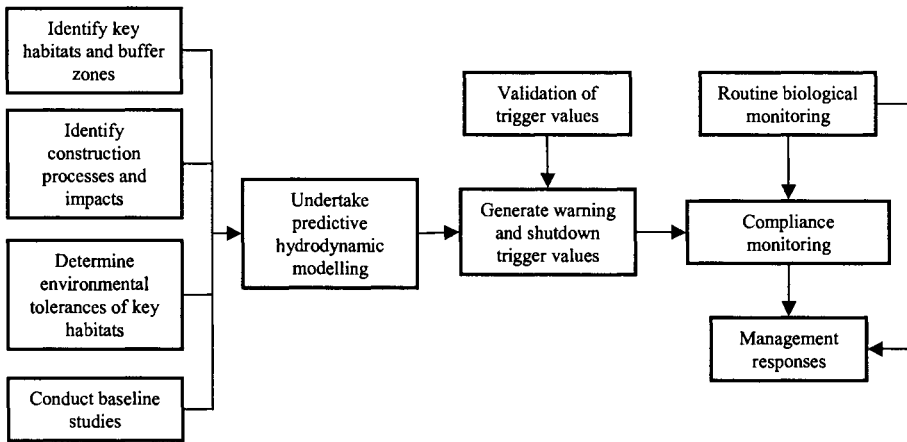 Identify key
habitats and buffer
zones
Identify
construction
processes and
impacts
Determine
environmental
tolerances of key
habitats
Conduct baseline
studies
Undertake
predictive
hydrodynamic
modelling
Validation of
trigger values
Generate warning
and shutdown
trigger values
Routine biological
monitoring
Compliance
monitoring
Management
responses